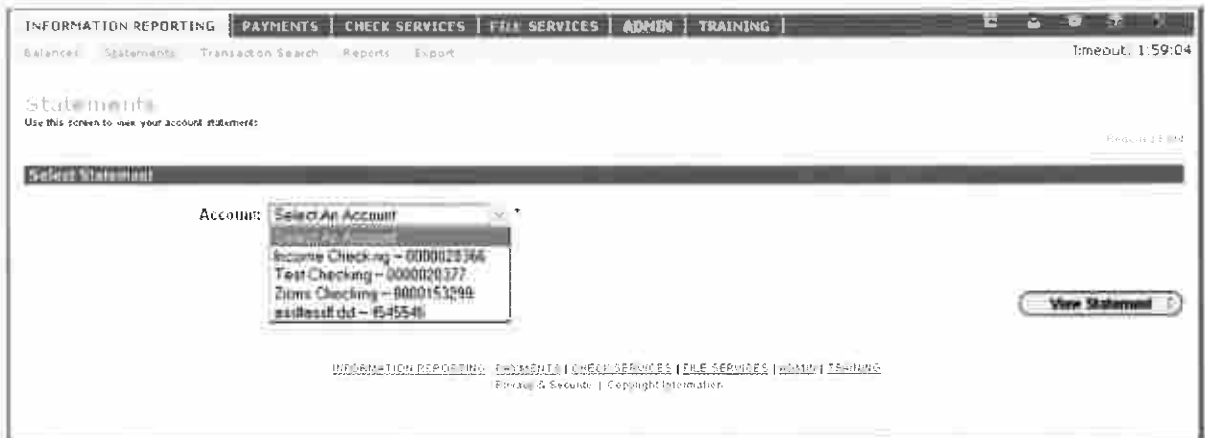 INFORMATION REPORTING | PAYMENTS | CHECK SERVICES | FILE SERVICES | ADMIN | TRAINING |
Balances Statements Transaction Search Reports Export
Timeout: 1:59:04
Statements
Use this screen to view your account statements
Select Statement
Account: Select An Account *
Select An Account
Income Checking – 0000020366
Test Checking – 0000020377
Checking – 0000153299
View Statement
INFORMATION REPORTING | PAYMENTS | CHECK SERVICES | FILE SERVICES | ADMIN | TRAINING
Privacy & Security | Copyright Information